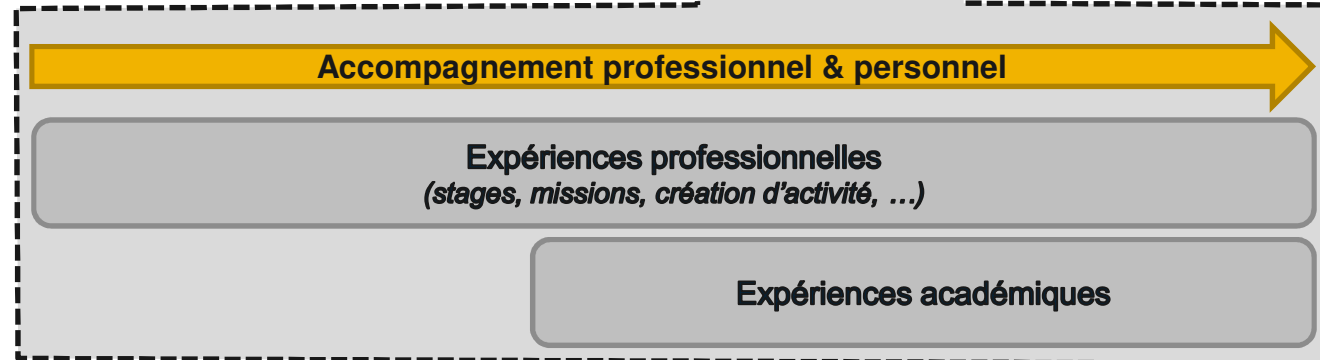 Accompagnement professionnel & personnel
Expériences professionnelles
(stages, missions, création d’activité, …)
Expériences académiques